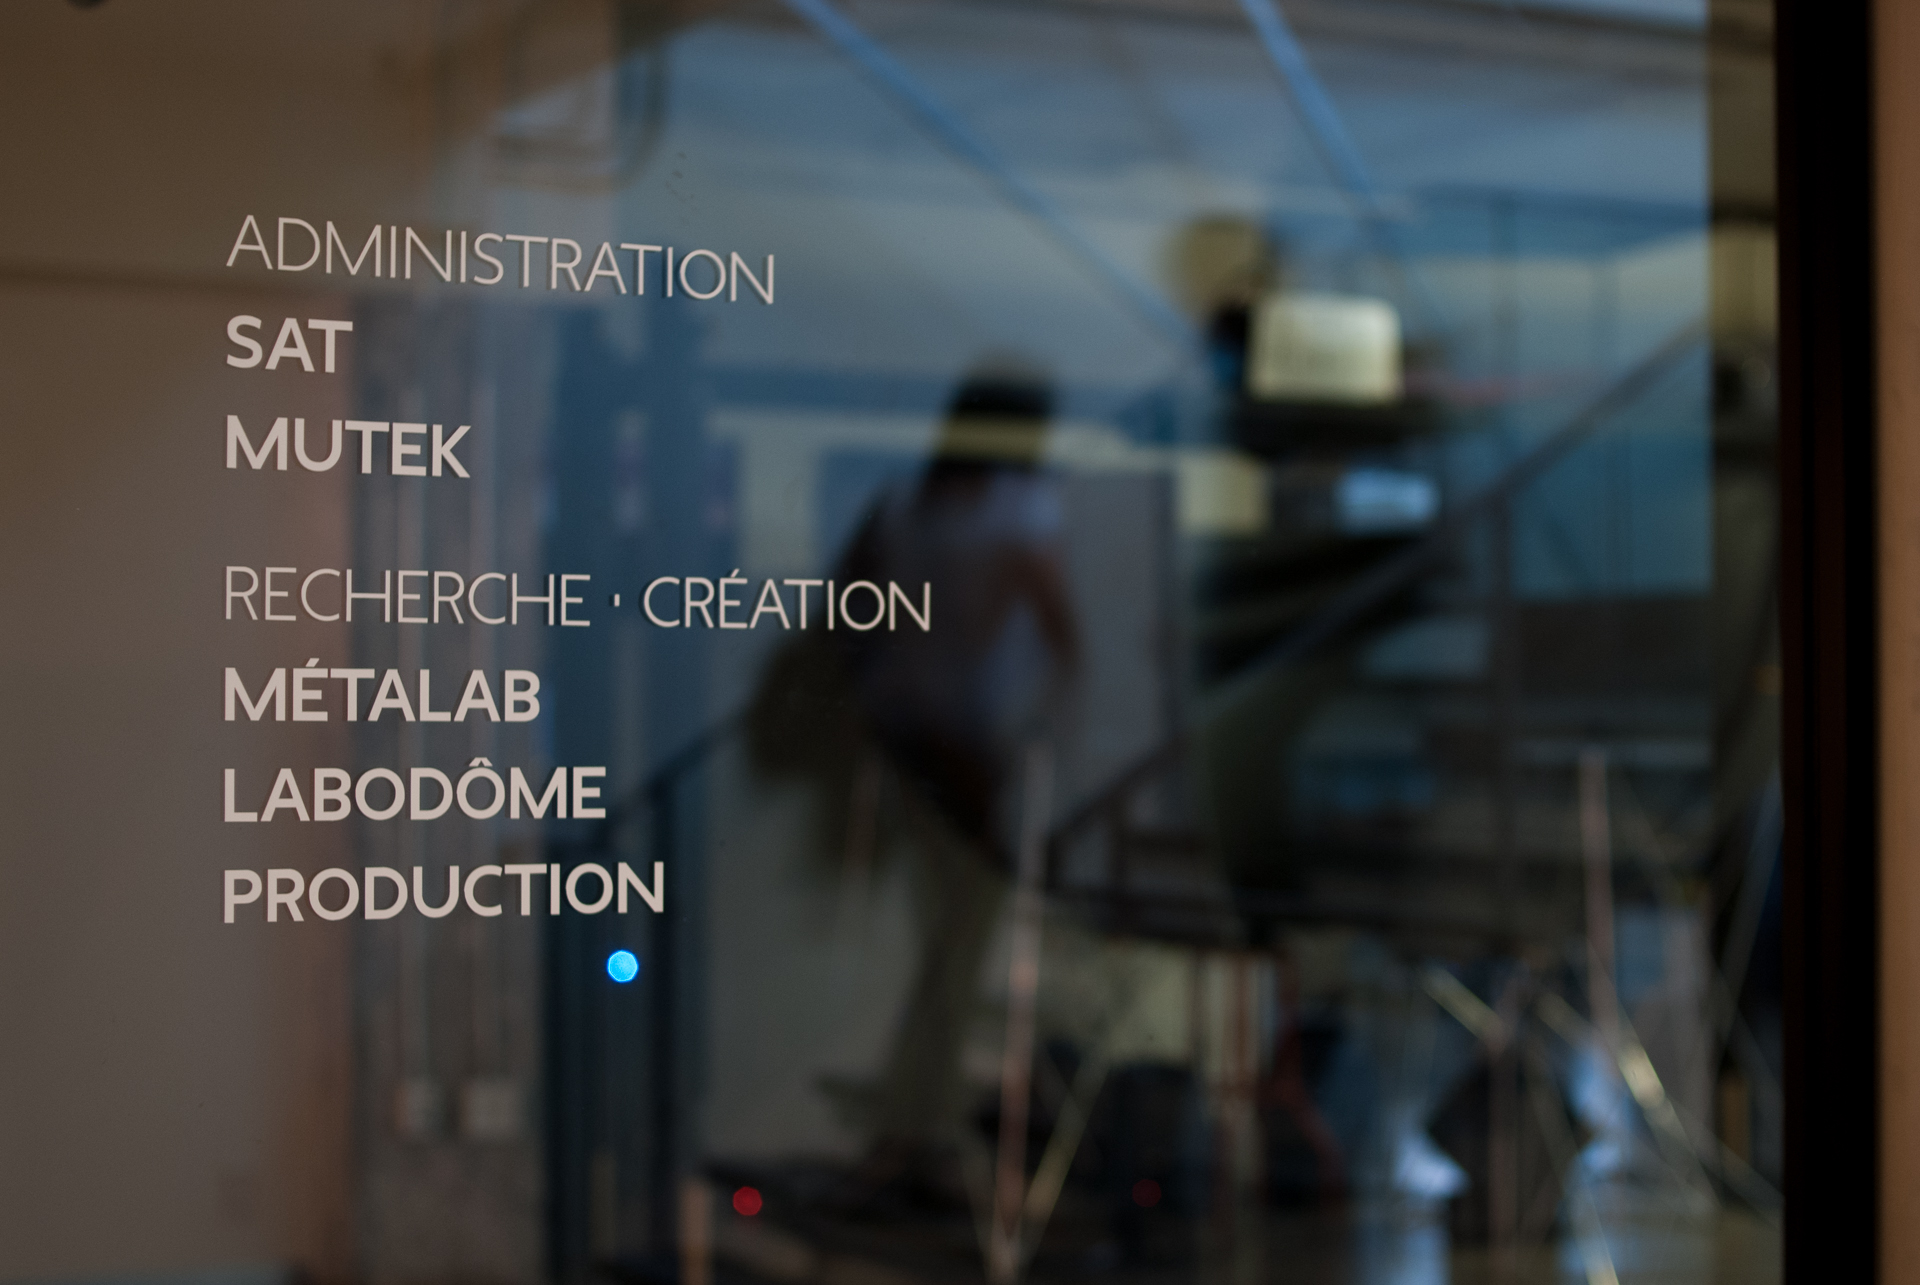 ADMINISTRATION
SAT
MUTEK
RECHERCHE · CRÉATION
MÉTALAB
LABODÔME
PRODUCTION